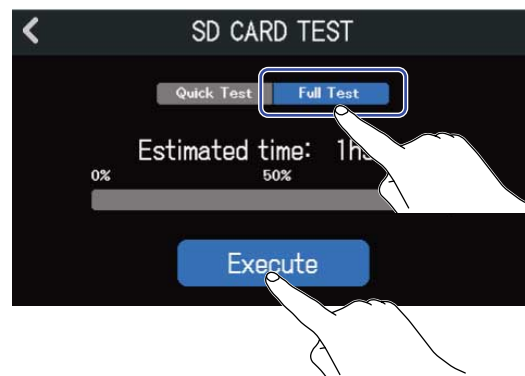 SD CARD TEST
Quick Test Full Test
Estimated time:
0% 50%
Execute